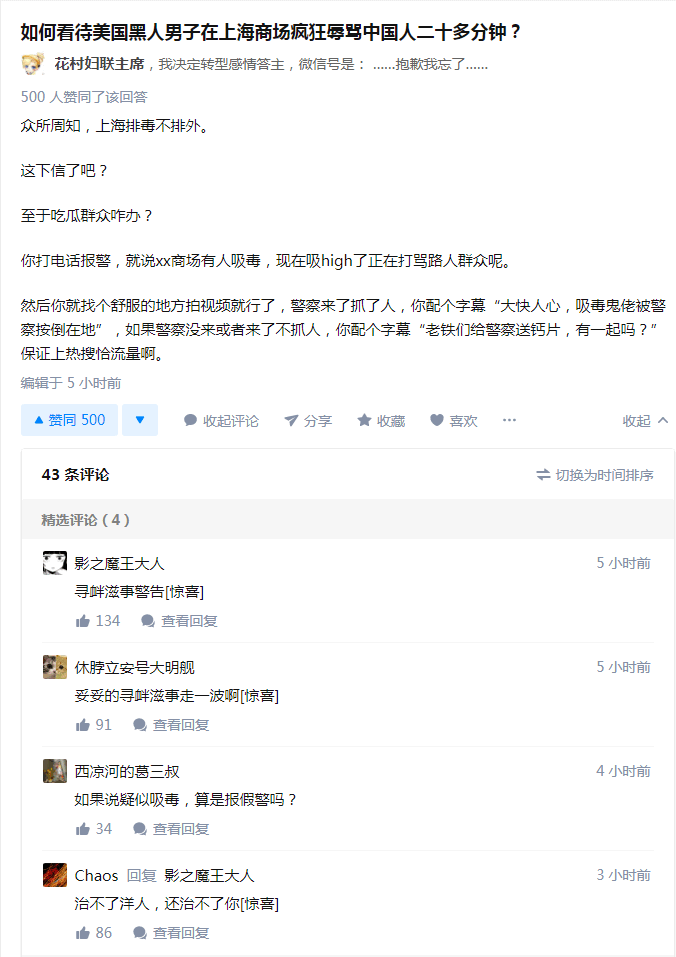 如何看待美国黑人男子在上海商场疯狂辱骂中国人二十多分钟？
花村妇联主席，我决定转型感情答主，微信号是： ......抱歉我忘了......
500 人赞同了该回答
众所周知，上海排毒不排外。
这下信了吧？
至于吃瓜群众咋办？
你打电话报警，就说xx商场有人吸毒，现在吸high了正在打骂路人群众呢。
然后你就找个舒服的地方拍视频就行了，警察来了抓了人，你配个字幕“大快人心，吸毒鬼佬被警
察按倒在地”，如果警察没来或者来了不抓人，你配个字幕“老铁们给警察送钙片，有一起吗？”
保证上热搜恰流量啊。
编辑于 5 小时前
赞同 500 收起评论 分享 收藏 喜欢 ··· 收起
43 条评论 切换为时间排序
精选评论（4）
影之魔王大人 5 小时前
寻衅滋事警告[惊喜]
134 查看回复
休脖立安号大明舰 5 小时前
妥妥的寻衅滋事走一波啊[惊喜]
91 查看回复
西凉河的葛三叔 4 小时前
如果说疑似吸毒，算是报假警吗？
34 查看回复
Chaos 回复 影之魔王大人 3 小时前
治不了洋人，还治不了你[惊喜]
86 查看回复